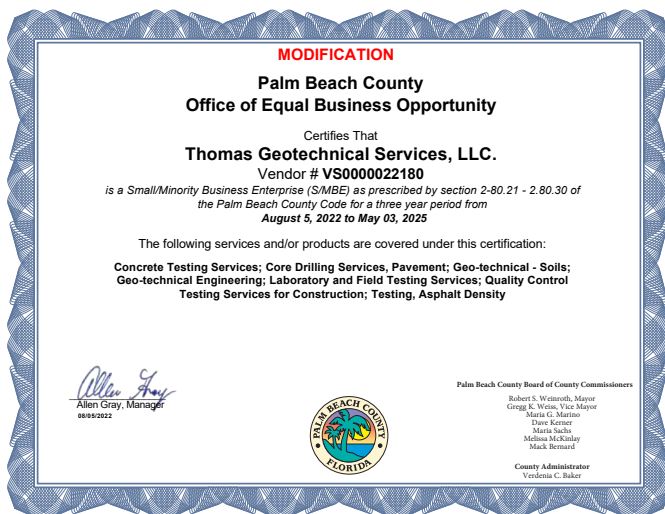 MODIFICATION
Palm Beach County
Office of Equal Business Opportunity
Certifies That
Thomas Geotechnical Services, LLC.
Vendor # VS0000022180
is a Small/Minority Business Enterprise (S/MBE) as prescribed by section 2-80.21 - 2.80.30 of
the Palm Beach County Code for a three year period from
August 5, 2022 to May 03, 2025
The following services and/or products are covered under this certification:
Concrete Testing Services; Core Drilling Services, Pavement; Geo-technical - Soils;
Geo-technical Engineering; Laboratory and Field Testing Services; Quality Control
Testing Services for Construction; Testing, Asphalt Density
Allen Gray
Allen Gray, Manager
08/05/2022
PALM BEACH COUNTY
FLORIDA
Palm Beach County Board of County Commissioners
Robert S. Weinroth, Mayor
Gregg K. Weiss, Vice Mayor
Maria G. Marino
Dave Kerner
Maria Sachs
Melissa McKinlay
Mack Bernard
County Administrator
Verdenia C. Baker